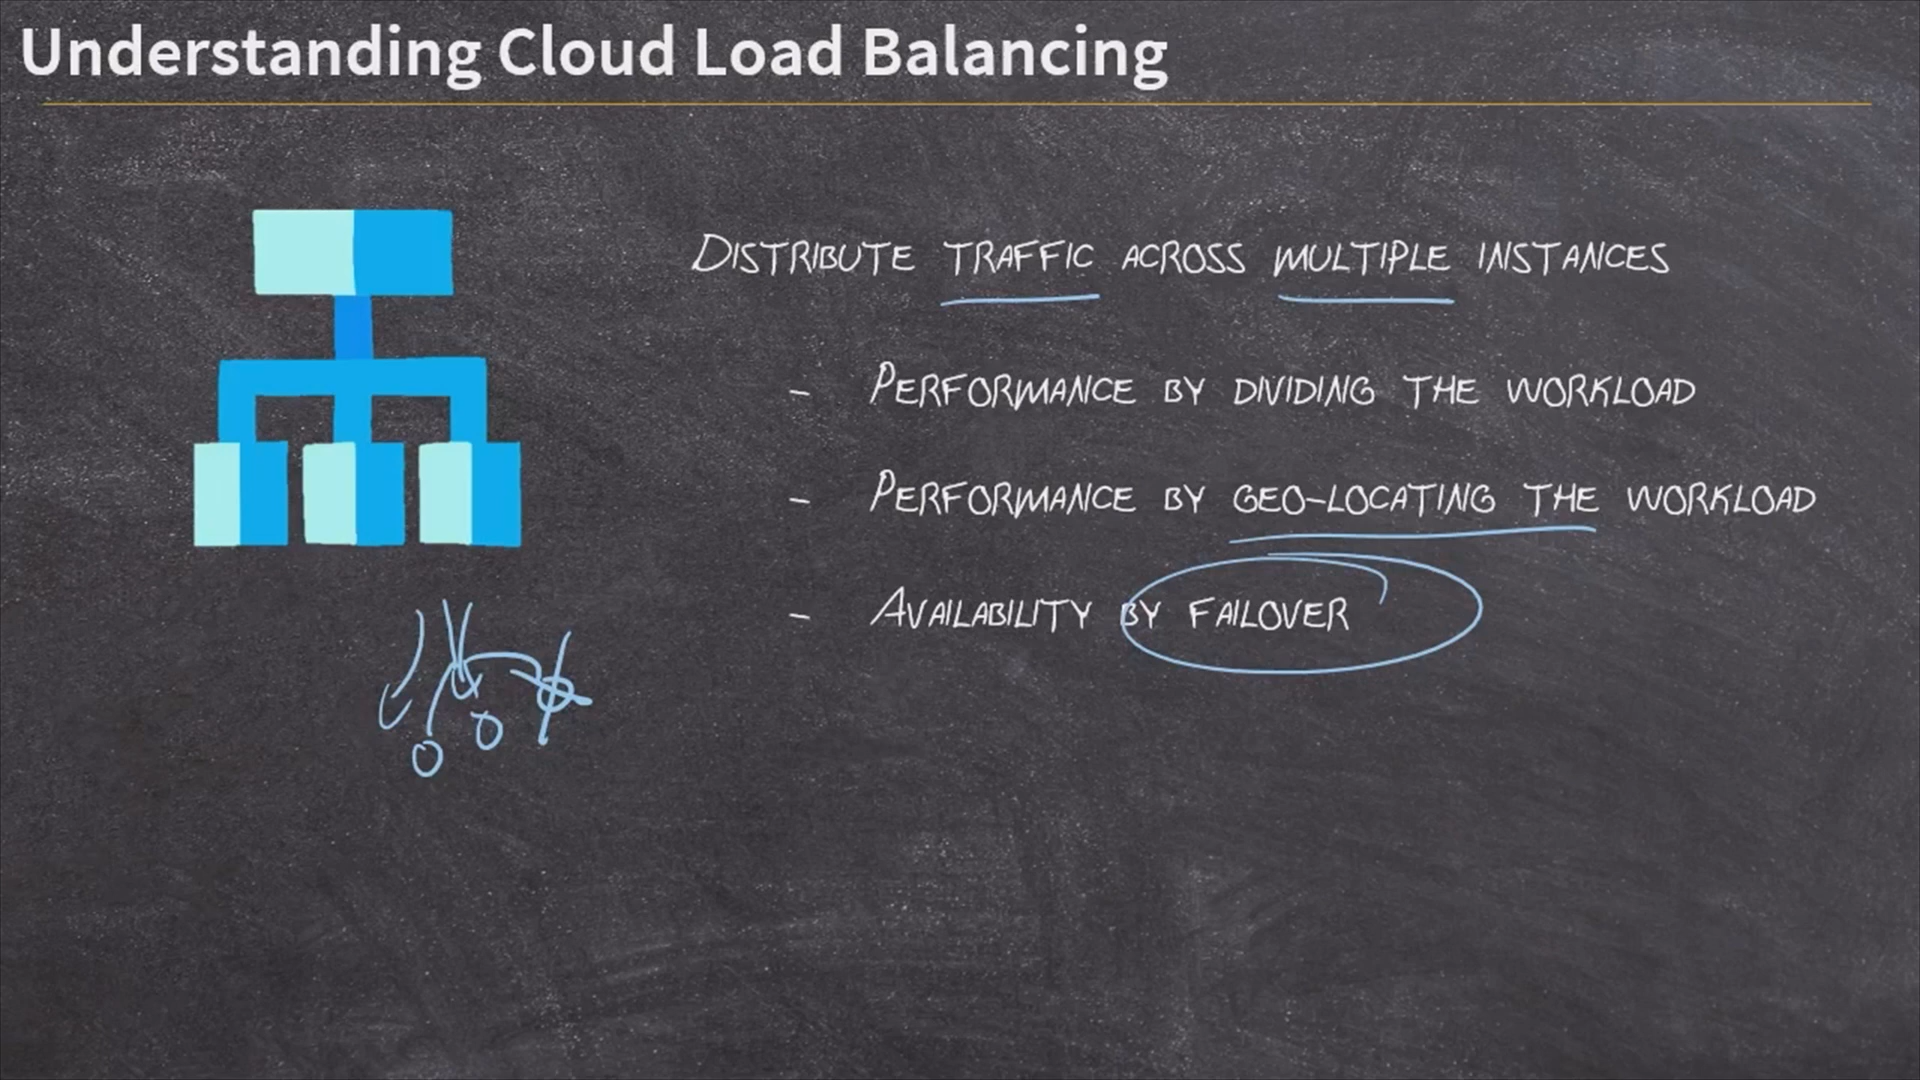 Understanding Cloud Load Balancing
DISTRIBUTE TRAFFIC ACROSS MULTIPLE INSTANCES
- PERFORMANCE BY DIVIDING THE WORKLOAD
- PERFORMANCE BY GEO-LOCATING THE WORKLOAD
- AVAILABILITY BY FAILOVER